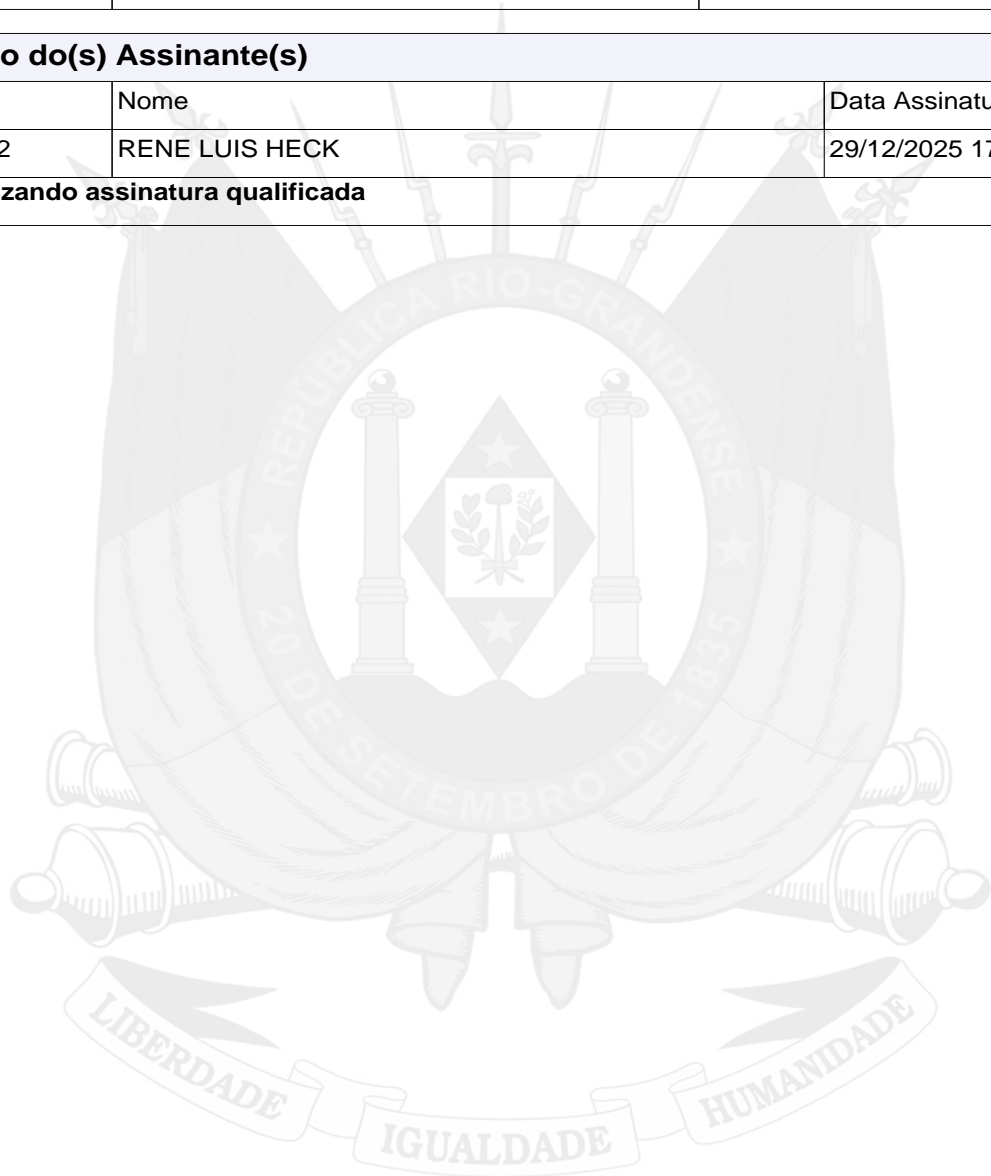 o do(s) Assinante(s)
Nome Data Assinatu
2 RENE LUIS HECK 29/12/2025 17
zando assinatura qualificada
REPÚBLICA RIO-GRANDENSE
20 DE SETEMBRO DE 1835
LIBERDADE IGUALDADE HUMANIDADE